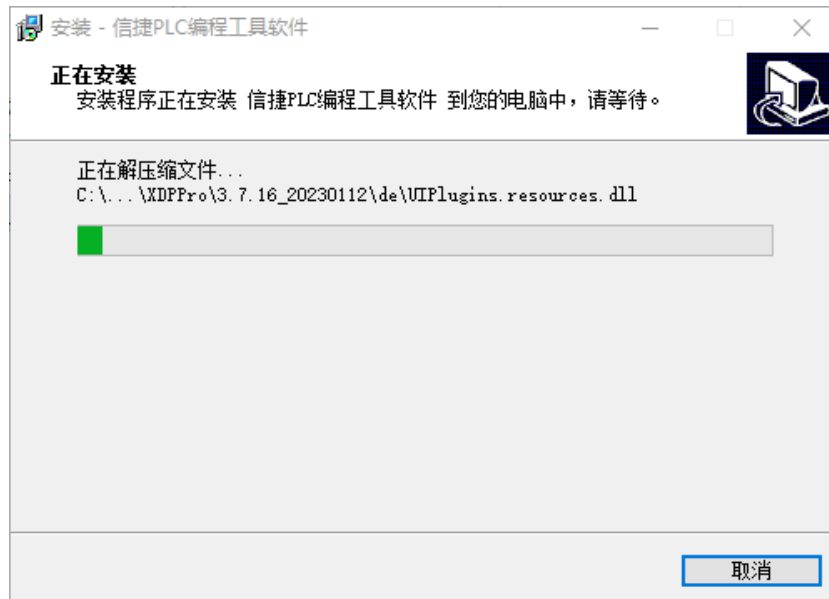 安装 - 信捷PLC编程工具软件
正在安装
安装程序正在安装 信捷PLC编程工具软件 到您的电脑中，请等待。
正在解压缩文件...
C:\...\XDPPro\3.7.16_20230112\de\UIPlugins.resources.dll
取消